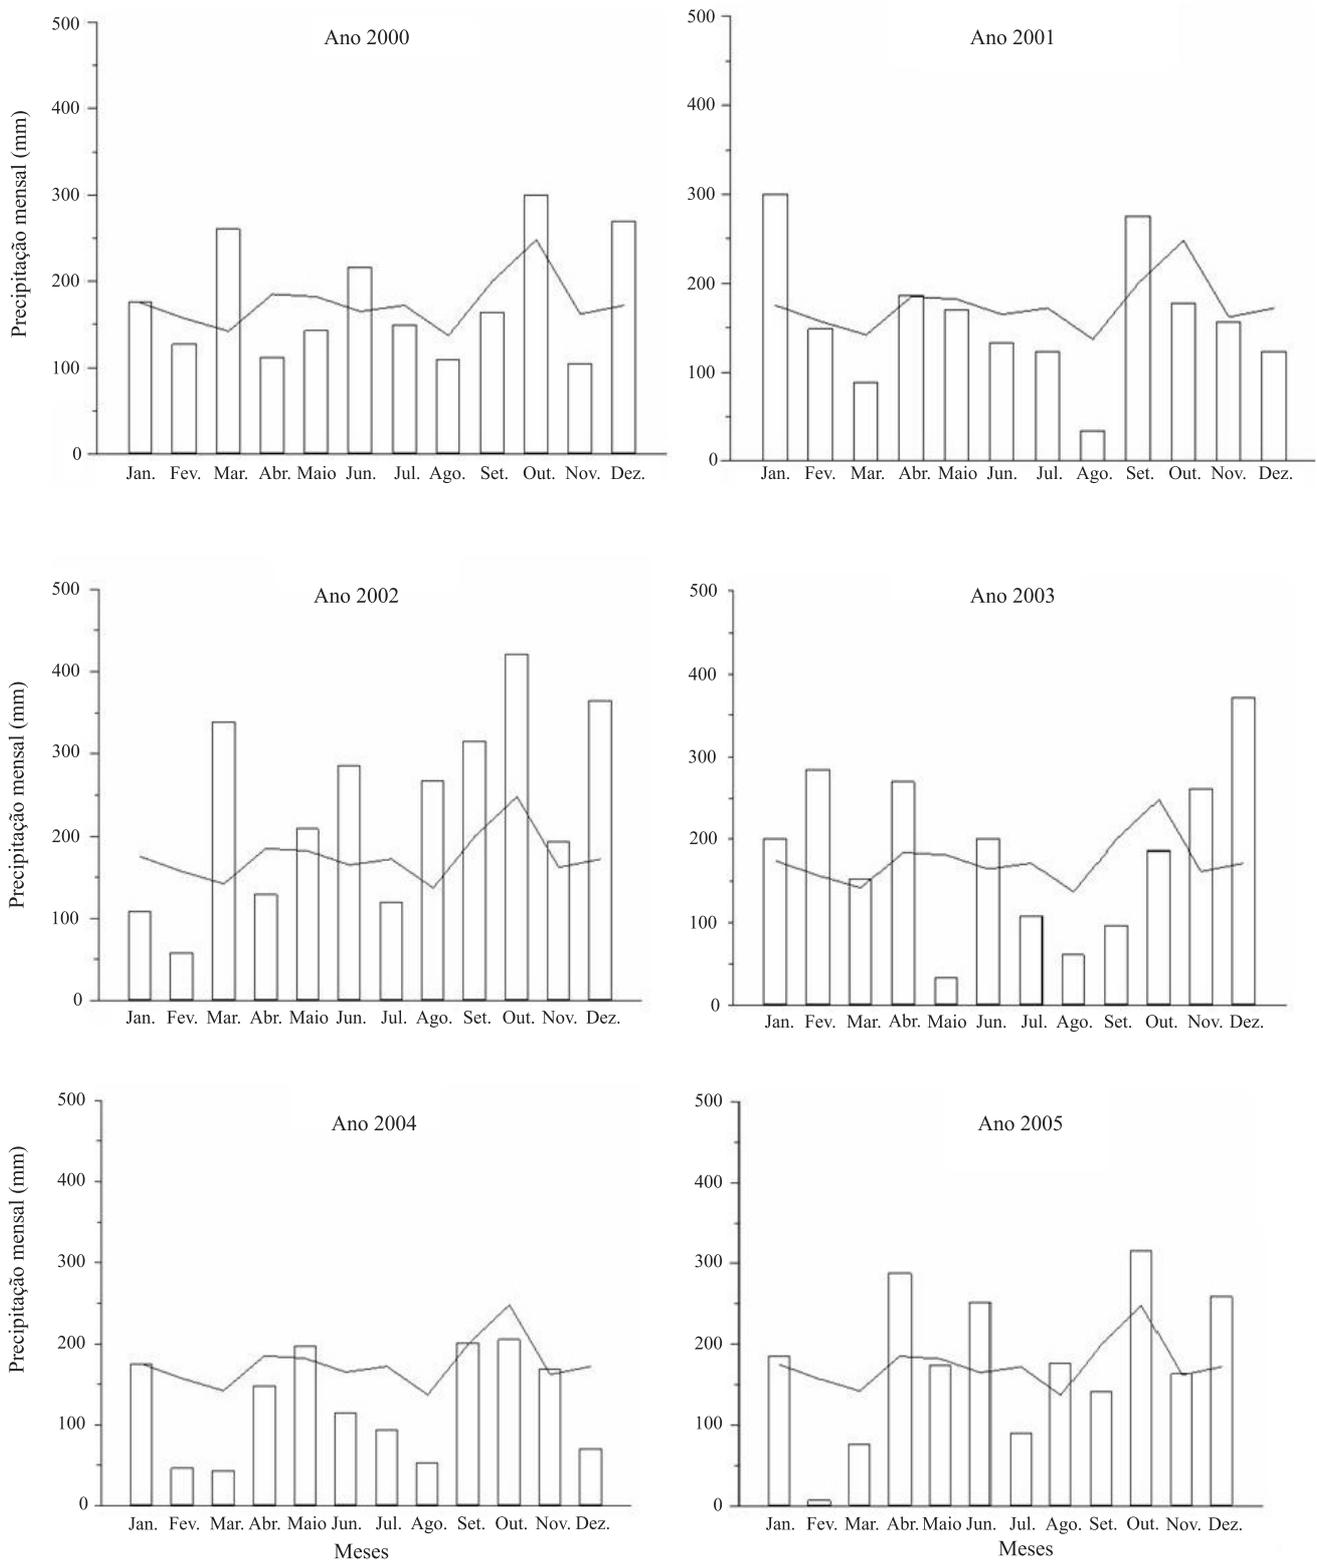 Ano 2000
Precipitação mensal (mm)
500
400
300
200
100
0
Jan. Fev. Mar. Abr. Maio Jun. Jul. Ago. Set. Out. Nov. Dez.
Ano 2001
500
400
300
200
100
0
Jan. Fev. Mar. Abr. Maio Jun. Jul. Ago. Set. Out. Nov. Dez.
Ano 2002
Precipitação mensal (mm)
500
400
300
200
100
0
Jan. Fev. Mar. Abr. Maio Jun. Jul. Ago. Set. Out. Nov. Dez.
Ano 2003
500
400
300
200
100
0
Jan. Fev. Mar. Abr. Maio Jun. Jul. Ago. Set. Out. Nov. Dez.
Ano 2004
Precipitação mensal (mm)
500
400
300
200
100
0
Jan. Fev. Mar. Abr. Maio Jun. Jul. Ago. Set. Out. Nov. Dez.
Meses
Ano 2005
500
400
300
200
100
0
Jan. Fev. Mar. Abr. Maio Jun. Jul. Ago. Set. Out. Nov. Dez.
Meses